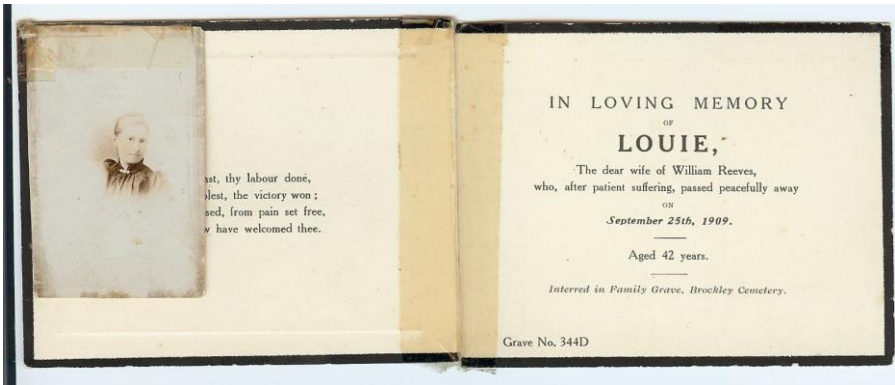 ast, thy labour done,
blest, the victory won ;
sed, from pain set free,
have welcomed thee.
IN LOVING MEMORY
OF
LOUIE,
The dear wife of William Reeves,
who, after patient suffering, passed peacefully away
ON
September 25th, 1909.
Aged 42 years.
Interred in Family Grave, Brockley Cemetery.
Grave No. 344D